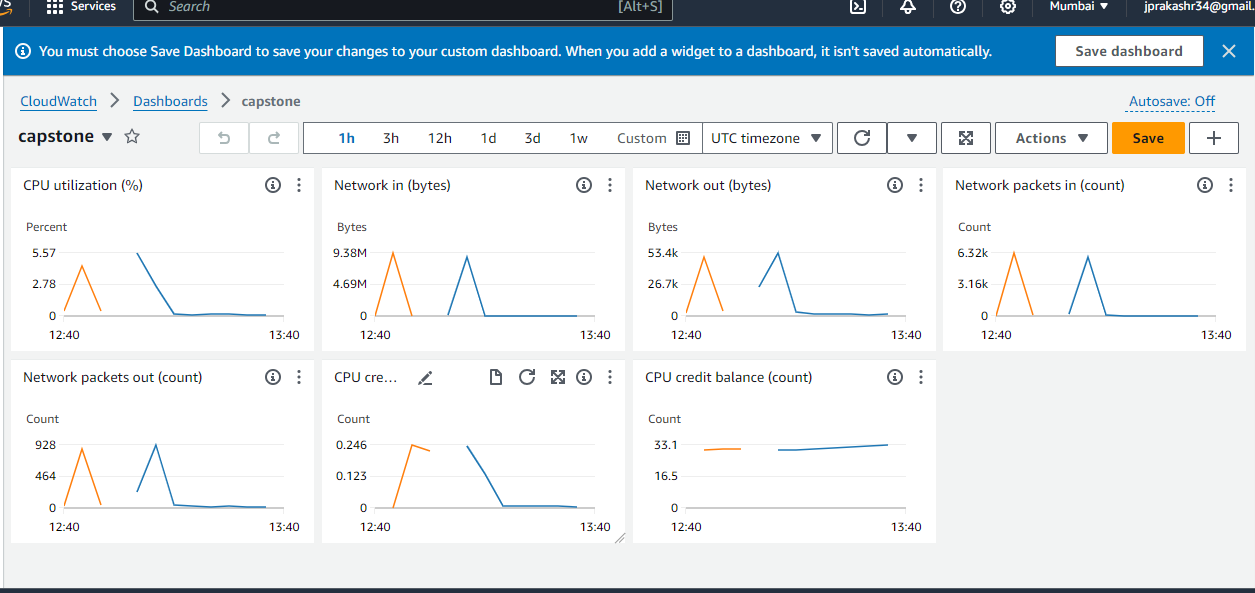 Services
Search
[Alt+S]
Mumbai
jprakashr34@gmail.
You must choose Save Dashboard to save your changes to your custom dashboard. When you add a widget to a dashboard, it isn't saved automatically.
Save dashboard
CloudWatch
Dashboards
capstone
Autosave: Off
capstone
1h
3h
12h
1d
3d
1w
Custom
UTC timezone
Actions
Save
CPU utilization (%)
Percent
5.57
2.78
0
12:40
13:40
Network in (bytes)
Bytes
9.38M
4.69M
0
12:40
13:40
Network out (bytes)
Bytes
53.4k
26.7k
0
12:40
13:40
Network packets in (count)
Count
6.32k
3.16k
0
12:40
13:40
Network packets out (count)
Count
928
464
0
12:40
13:40
CPU cre...
Count
0.246
0.123
0
12:40
13:40
CPU credit balance (count)
Count
33.1
16.5
0
12:40
13:40